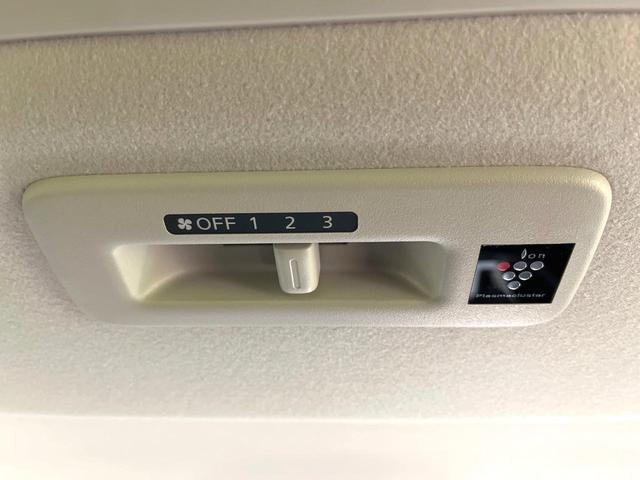 OFF 1 2 3
ion
Plasmacluster